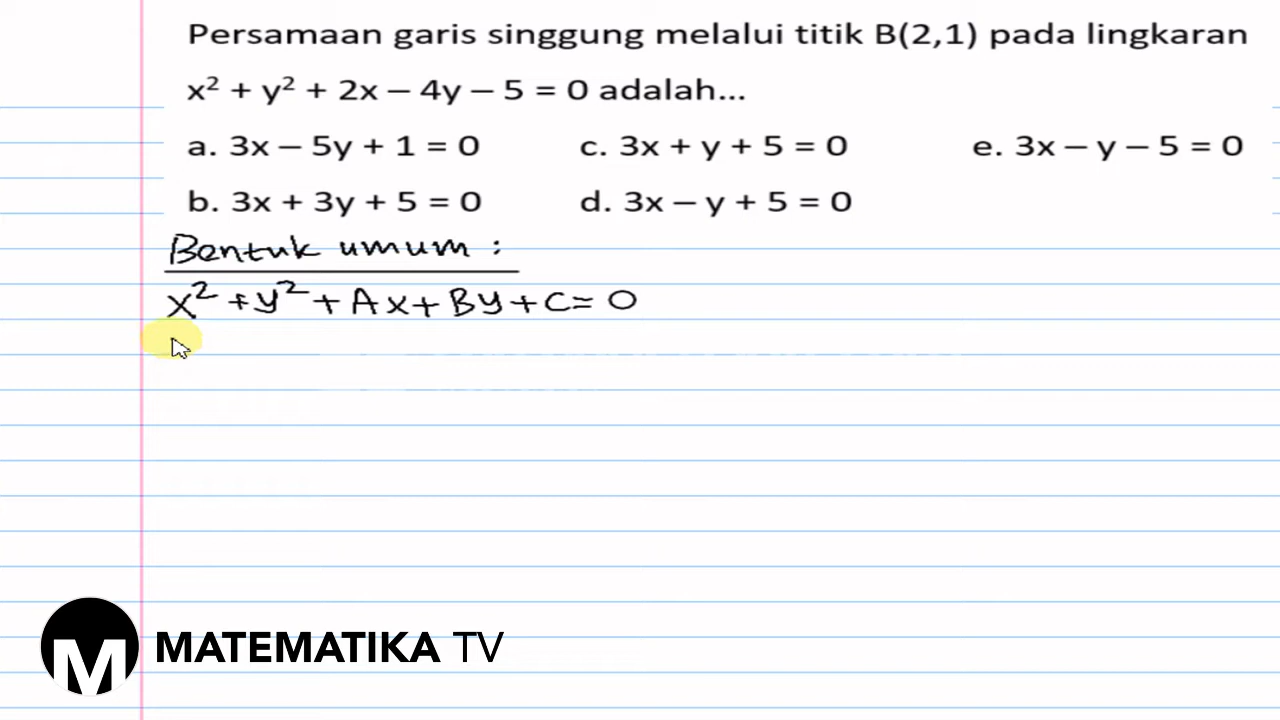 Persamaan garis singgung melalui titik B(2,1) pada lingkaran
x² + y² + 2x – 4y – 5 = 0 adalah...
a. 3x – 5y + 1 = 0 c. 3x + y + 5 = 0 e. 3x – y – 5 = 0
b. 3x + 3y + 5 = 0 d. 3x – y + 5 = 0
Bentuk umum :
x² + y² + Ax + By + C = 0
M MATEMATIKA TV